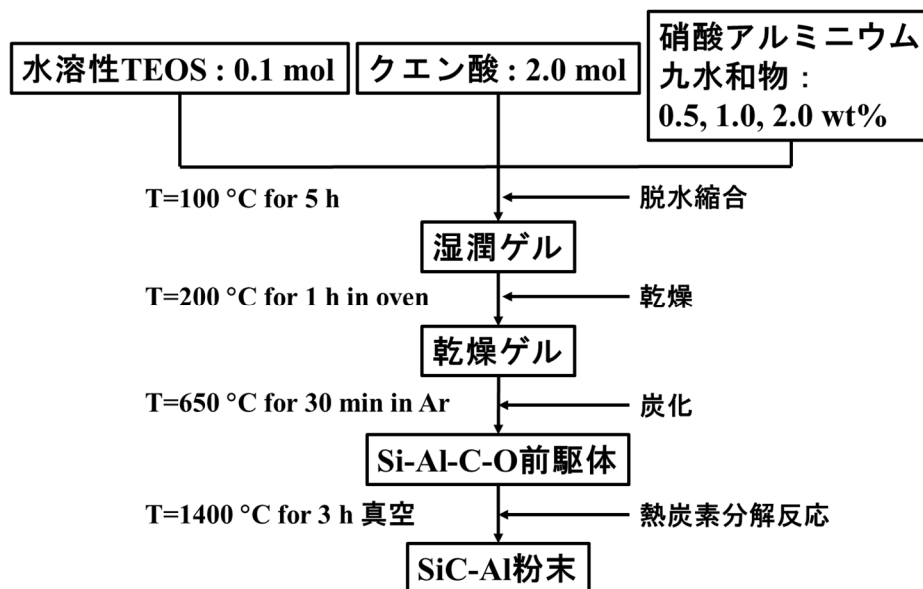 水溶性TEOS : 0.1 mol
クエン酸 : 2.0 mol
硝酸アルミニウム
九水和物：
0.5, 1.0, 2.0 wt%
T=100 °C for 5 h
脱水縮合
湿潤ゲル
T=200 °C for 1 h in oven
乾燥
乾燥ゲル
T=650 °C for 30 min in Ar
炭化
Si-Al-C-O前駆体
T=1400 °C for 3 h 真空
熱炭素分解反応
SiC-Al粉末